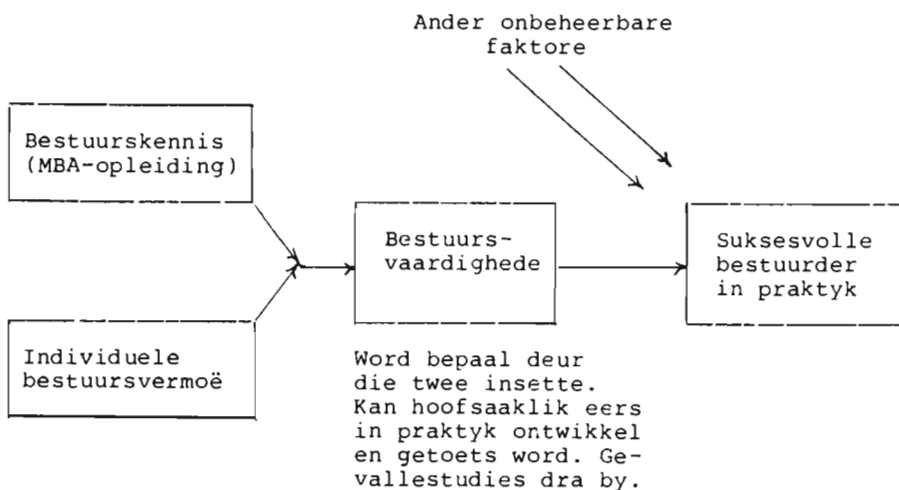 Ander onbeheerbare
faktore
Bestuurskennis
(MBA-opleiding)
Individuele
bestuursvermoë
Bestuurs-
vaardighede
Suksesvolle
bestuurder
in praktyk
Word bepaal deur
die twee insette.
Kan hoofsaaklik eers
in praktyk ontwikkel
en getoets word. Ge-
vallestudies dra by.